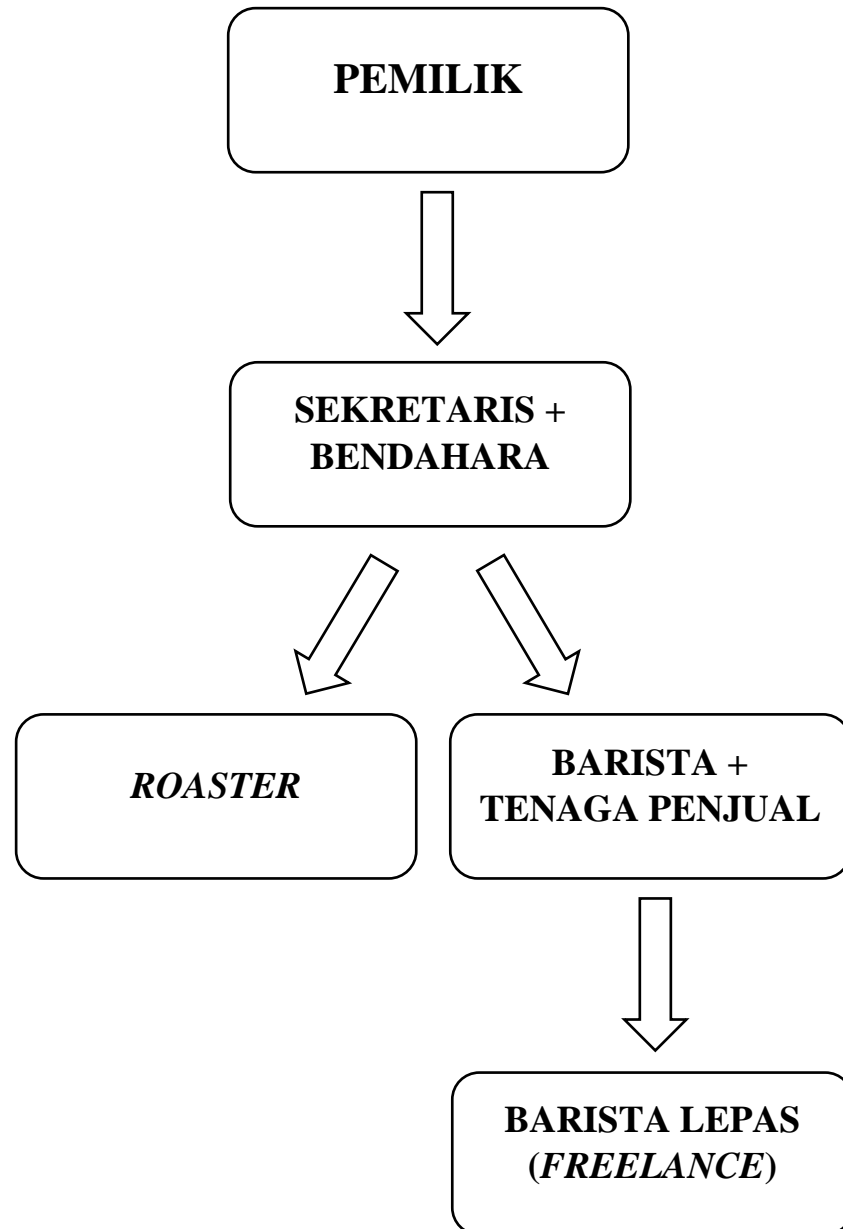 PEMILIK
SEKRETARIS +
BENDAHARA
ROASTER
BARISTA +
TENAGA PENJUAL
BARISTA LEPAS
(FREELANCE)